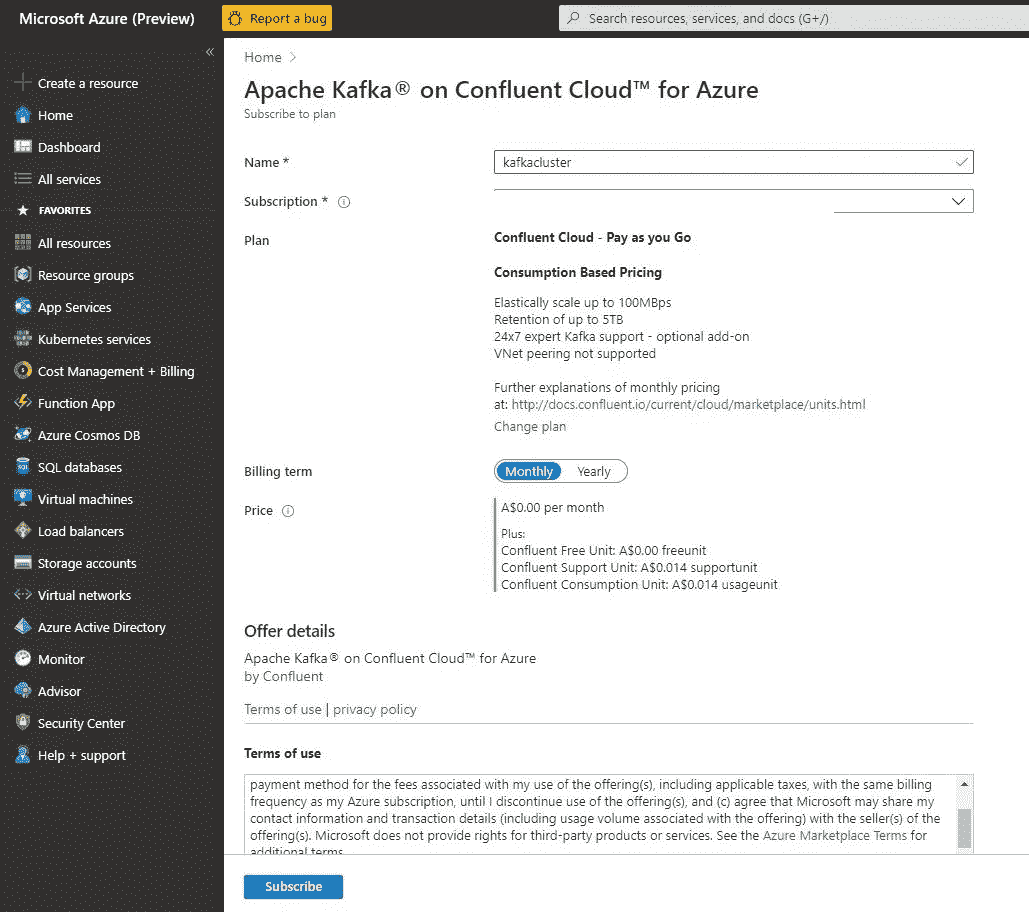 Microsoft Azure (Preview)
Report a bug
Search resources, services, and docs (G+/)
«
Create a resource
Home
Dashboard
All services
FAVORITES
All resources
Resource groups
App Services
Kubernetes services
Cost Management + Billing
Function App
Azure Cosmos DB
SQL databases
Virtual machines
Load balancers
Storage accounts
Virtual networks
Azure Active Directory
Monitor
Advisor
Security Center
Help + support
Home >
Apache Kafka® on Confluent Cloud™ for Azure
Subscribe to plan
Name *
kafkacluster
Subscription *
Plan
Confluent Cloud - Pay as you Go
Consumption Based Pricing
Elastically scale up to 100MBps
Retention of up to 5TB
24x7 expert Kafka support - optional add-on
VNet peering not supported
Further explanations of monthly pricing
at: http://docs.confluent.io/current/cloud/marketplace/units.html
Change plan
Billing term
Monthly Yearly
Price
A$0.00 per month
Plus:
Confluent Free Unit: A$0.00 freeunit
Confluent Support Unit: A$0.014 supportunit
Confluent Consumption Unit: A$0.014 usageunit
Offer details
Apache Kafka® on Confluent Cloud™ for Azure
by Confluent
Terms of use | privacy policy
Terms of use
payment method for the fees associated with my use of the offering(s), including applicable taxes, with the same billing
frequency as my Azure subscription, until I discontinue use of the offering(s), and (c) agree that Microsoft may share my
contact information and transaction details (including usage volume associated with the offering) with the seller(s) of the
offering(s). Microsoft does not provide rights for third-party products or services. See the Azure Marketplace Terms for
additional terms
Subscribe